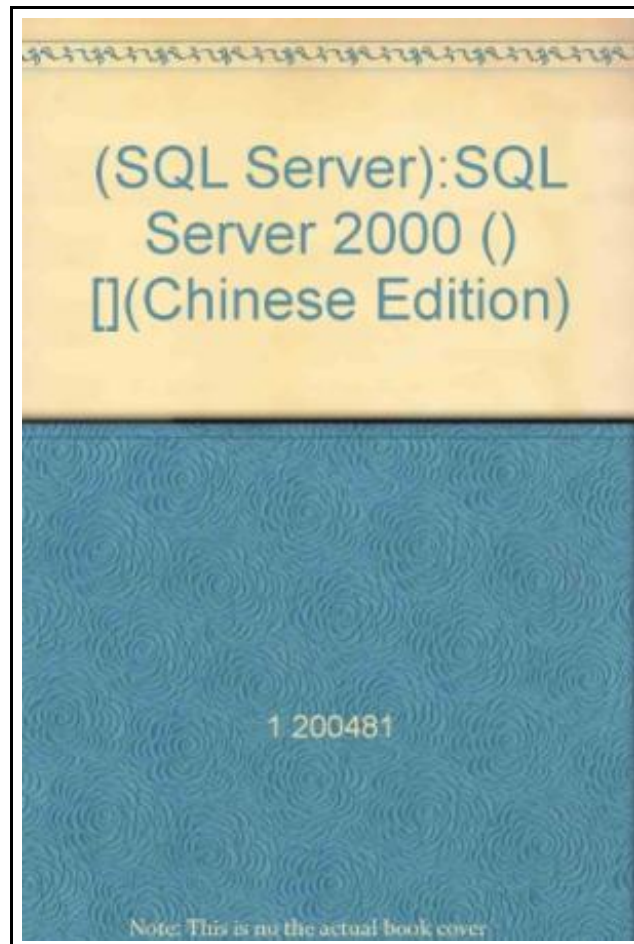 (SQL Server):SQL
Server 2000 ()
[](Chinese Edition)
1 200481
Note: This is no the actual book cover